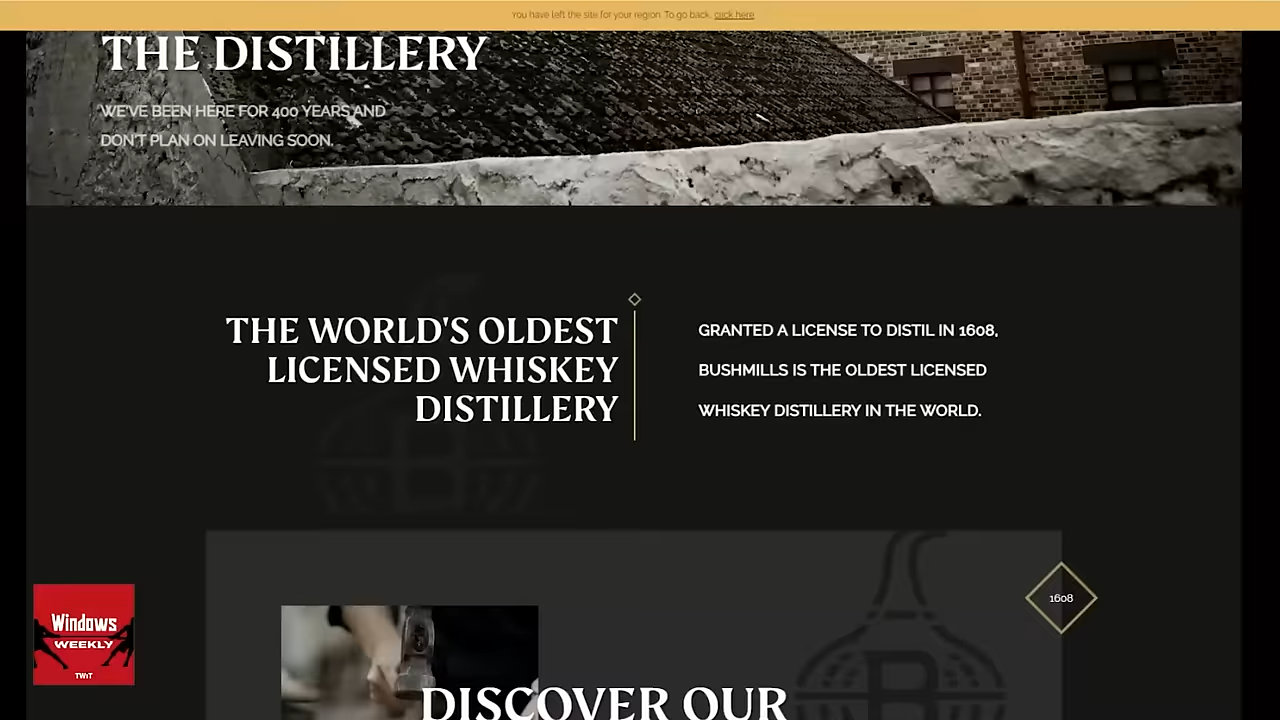 You have left the site for your region. To go back, click here
THE DISTILLERY
WE'VE BEEN HERE FOR 400 YEARS AND
DON'T PLAN ON LEAVING SOON.
THE WORLD'S OLDEST
LICENSED WHISKEY
DISTILLERY
GRANTED A LICENSE TO DISTIL IN 1608,
BUSHMILLS IS THE OLDEST LICENSED
WHISKEY DISTILLERY IN THE WORLD.
B
B
1608
Windows
WEEKLY
TWiT
DISCOVER OUR